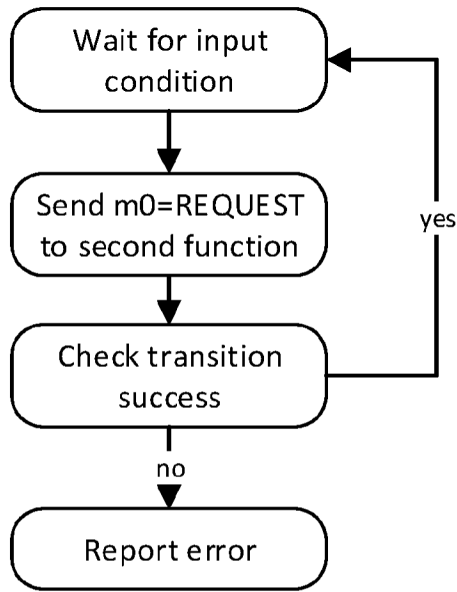 Wait for input
condition
Send m0=REQUEST
to second function
yes
Check transition
success
no
Report error